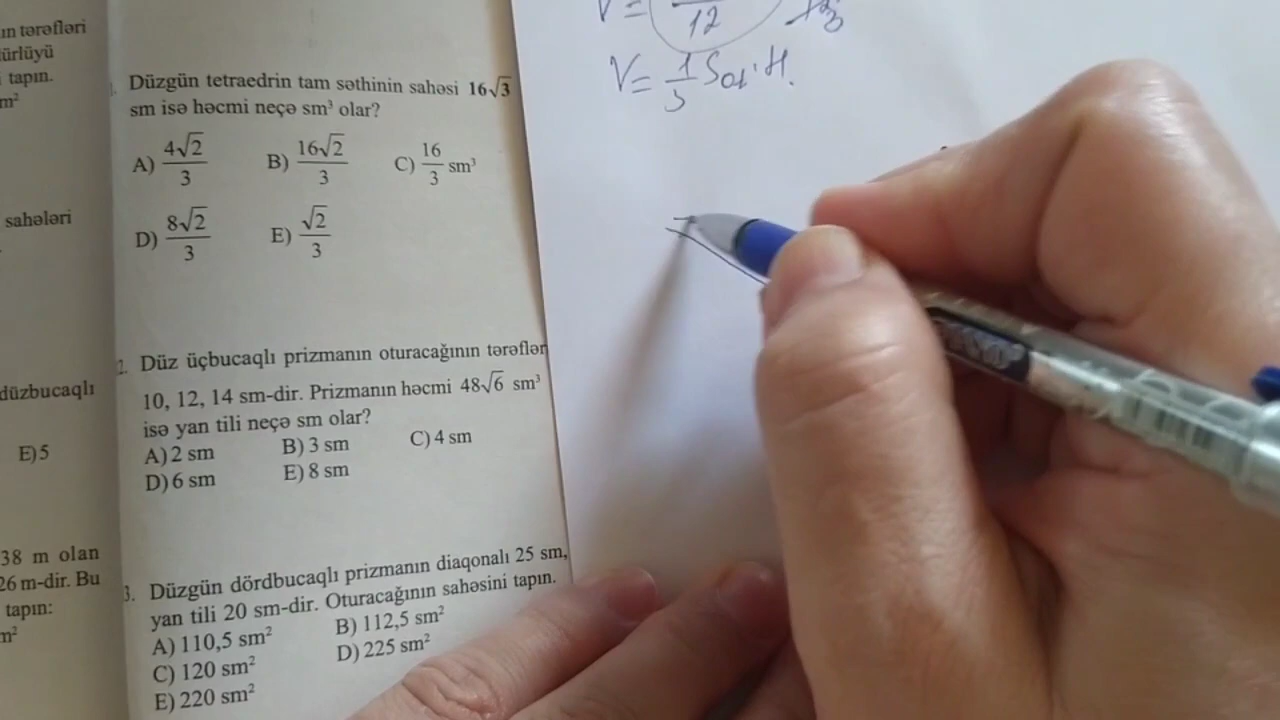 ın tərəfləri
ürlüyü
tapın.
m²
sahələri
düzbucaqlı
E) 5
38 m olan
26 m-dir. Bu
tapın:
m²
Düzgün tetraedrin tam səthinin sahəsi 16√3
sm isə həcmi neçə sm³ olar?
A) 4√2/3 B) 16√2/3 C) 16/3 sm³
D) 8√2/3 E) √2/3
2. Düz üçbucaqlı prizmanın oturacağının tərəflər
10, 12, 14 sm-dir. Prizmanın həcmi 48√6 sm³
isə yan tili neçə sm olar?
A) 2 sm B) 3 sm C) 4 sm
D) 6 sm E) 8 sm
3. Düzgün dördbucaqlı prizmanın diaqonalı 25 sm,
yan tili 20 sm-dir. Oturacağının sahəsini tapın.
A) 110,5 sm² B) 112,5 sm²
C) 120 sm² D) 225 sm²
E) 220 sm²
V = 12
V = 1/3 Sot·H.